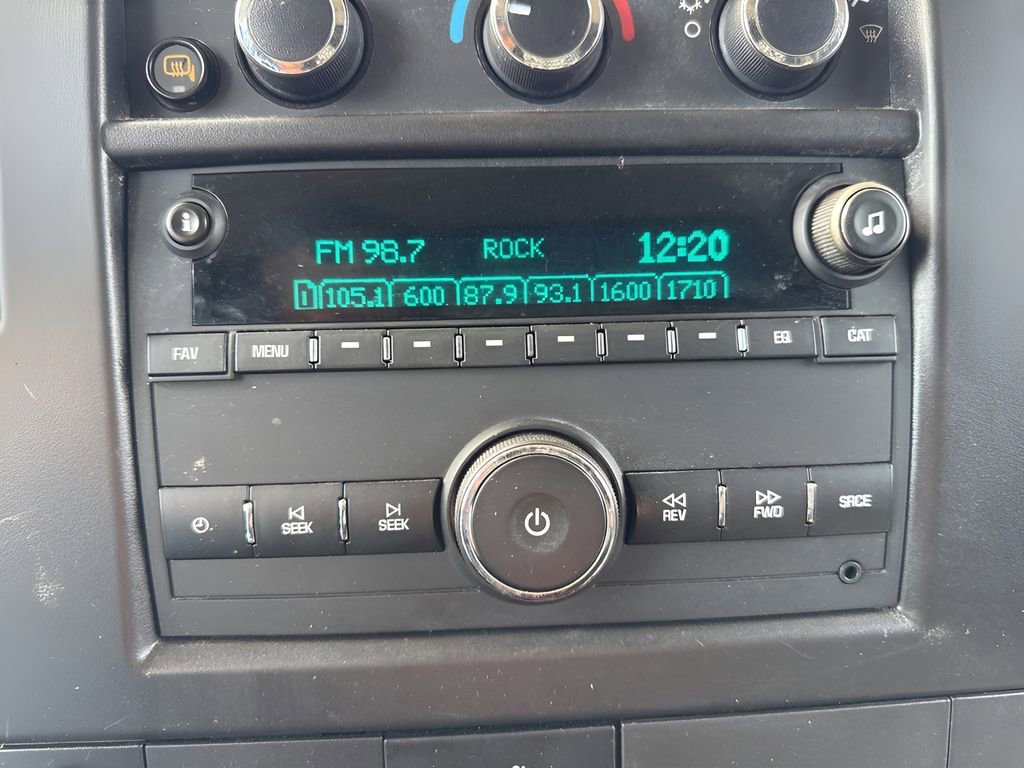 FM 98.7 ROCK 12:20
1 105.1 600 87.9 93.1 1600 1710
FAV MENU EQ CAT
SEEK SEEK REV FWD SRCE